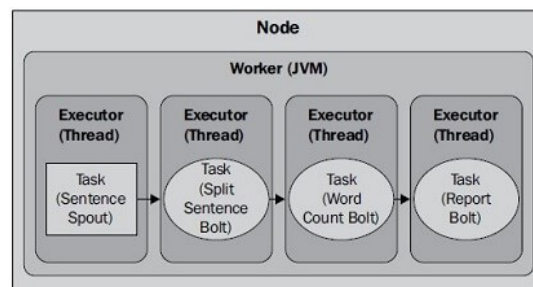 Node
Worker (JVM)
Executor
(Thread)
Task
(Sentence
Spout)
Executor
(Thread)
Task
(Split
Sentence
Bolt)
Executor
(Thread)
Task
(Word
Count Bolt)
Executor
(Thread)
Task
(Report
Bolt)